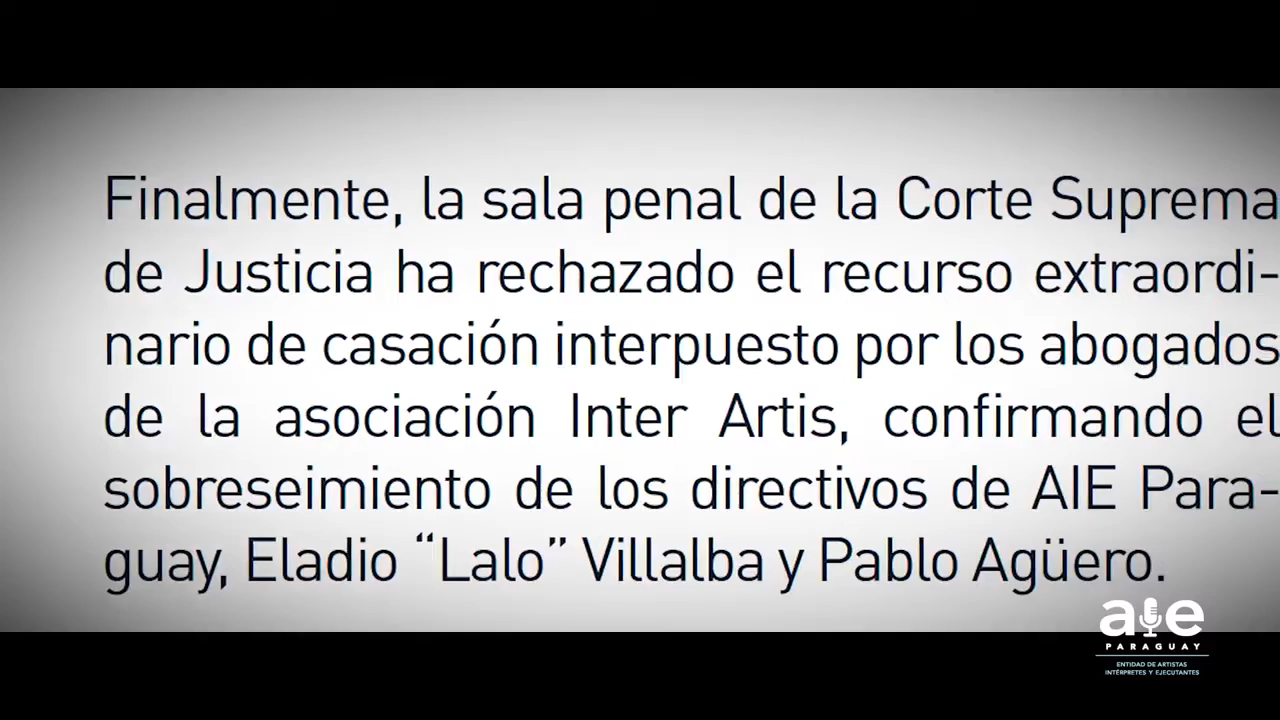 Finalmente, la sala penal de la Corte Suprema
de Justicia ha rechazado el recurso extraordi-
nario de casación interpuesto por los abogados
de la asociación Inter Artis, confirmando el
sobreseimiento de los directivos de AIE Para-
guay, Eladio “Lalo” Villalba y Pablo Agüero.
aie
PARAGUAY
ENTIDAD DE ARTISTAS
INTÉRPRETES Y EJECUTANTES